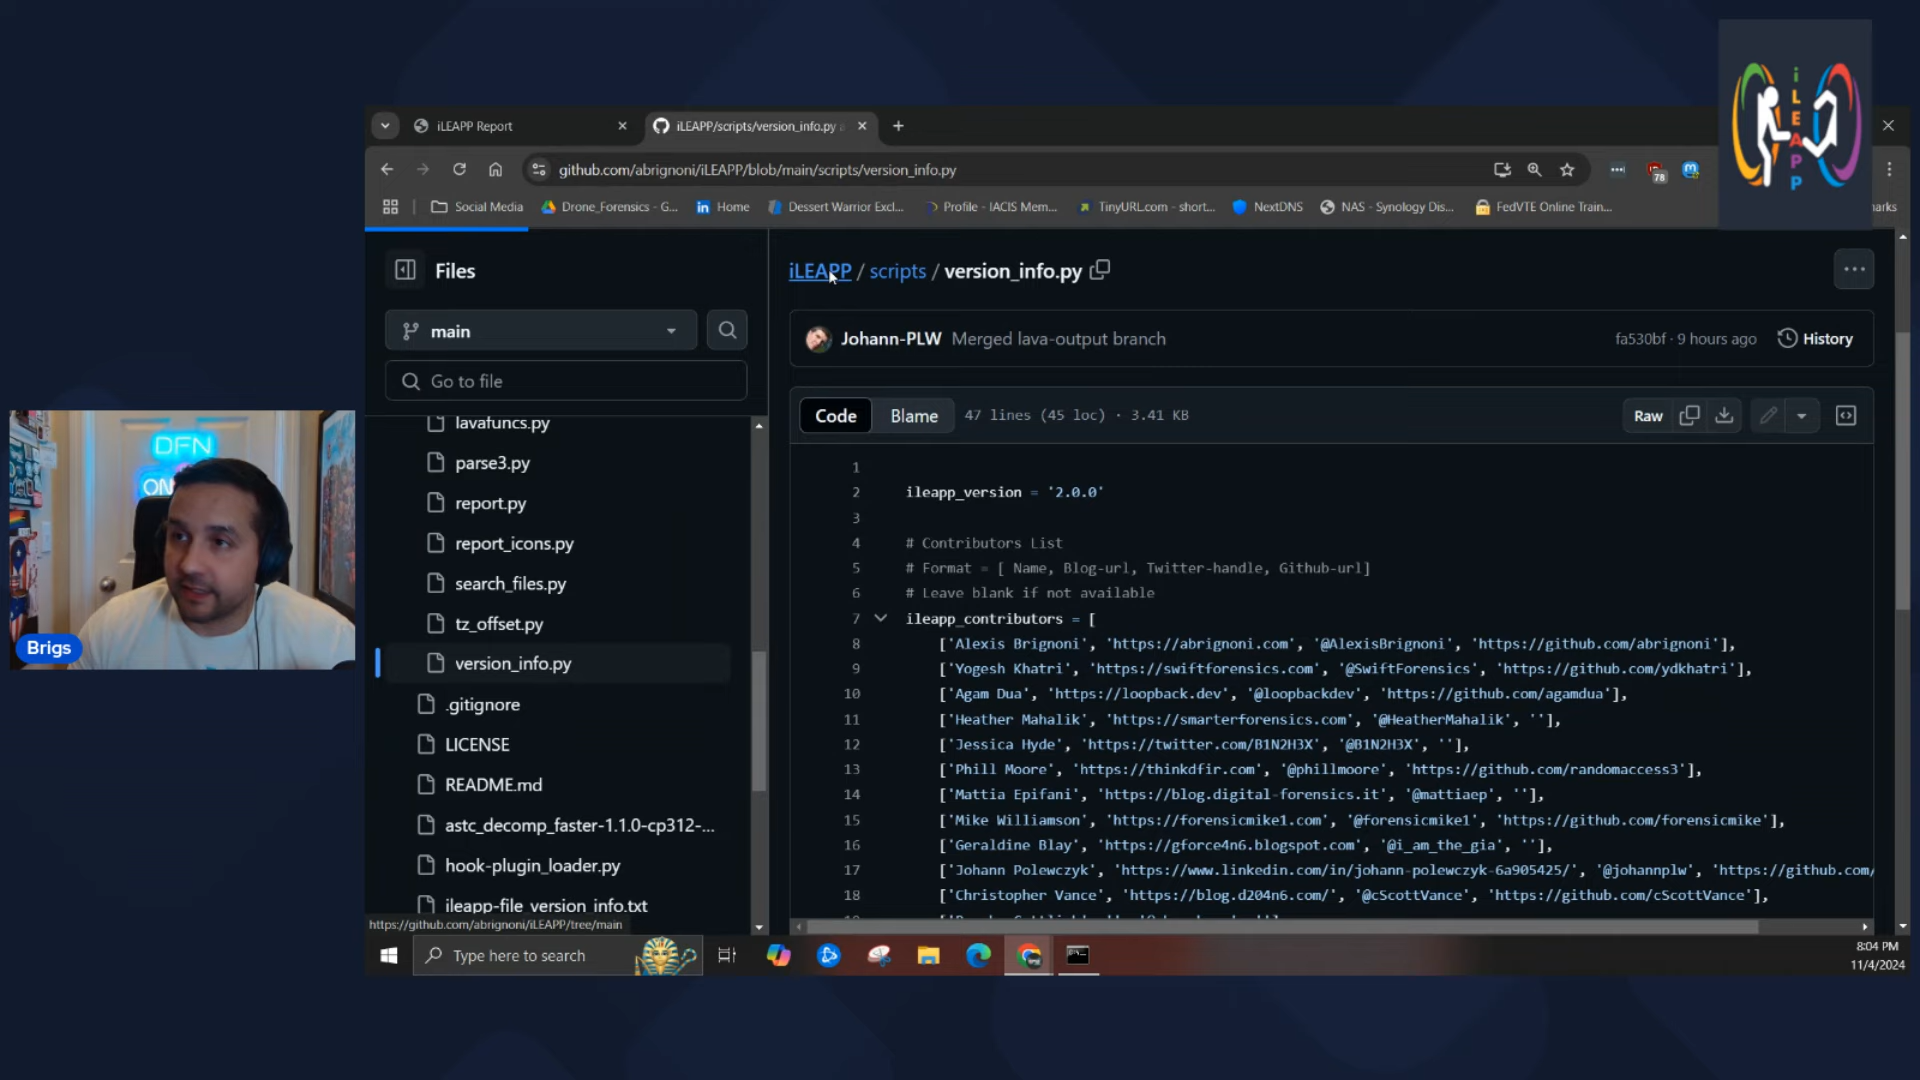 iLEAPP
iLEAPP Report
iLEAPP/scripts/version_info.py a
github.com/abrignoni/iLEAPP/blob/main/scripts/version_info.py
78
Social Media
Drone_Forensics - G...
Home
Dessert Warrior Excl...
Profile - IACIS Mem...
TinyURL.com - short...
NextDNS
NAS - Synology Dis...
FedVTE Online Train...
arks
Files
iLEAPP / scripts / version_info.py
main
Johann-PLW Merged lava-output branch
fa530bf · 9 hours ago
History
Go to file
Code
Blame
47 lines (45 loc) · 3.41 KB
Raw
lavafuncs.py
parse3.py
report.py
report_icons.py
search_files.py
tz_offset.py
version_info.py
.gitignore
LICENSE
README.md
astc_decomp_faster-1.1.0-cp312-...
hook-plugin_loader.py
ileapp-file_version_info.txt
https://github.com/abrignoni/iLEAPP/tree/main
1
2 ileapp_version = '2.0.0'
3
4 # Contributors List
5 # Format = [ Name, Blog-url, Twitter-handle, Github-url]
6 # Leave blank if not available
7 ileapp_contributors = [
8 ['Alexis Brignoni', 'https://abrignoni.com', '@AlexisBrignoni', 'https://github.com/abrignoni'],
9 ['Yogesh Khatri', 'https://swiftforensics.com', '@SwiftForensics', 'https://github.com/ydkhatri'],
10 ['Agam Dua', 'https://loopback.dev', '@loopbackdev', 'https://github.com/agamdua'],
11 ['Heather Mahalik', 'https://smarterforensics.com', '@HeatherMahalik', ''],
12 ['Jessica Hyde', 'https://twitter.com/B1N2H3X', '@B1N2H3X', ''],
13 ['Phill Moore', 'https://thinkdfir.com', '@phillmoore', 'https://github.com/randomaccess3'],
14 ['Mattia Epifani', 'https://blog.digital-forensics.it', '@mattiaep', ''],
15 ['Mike Williamson', 'https://forensicmike1.com', '@forensicmike1', 'https://github.com/forensicmike'],
16 ['Geraldine Blay', 'https://gforce4n6.blogspot.com', '@i_am_the_gia', ''],
17 ['Johann Polewczyk', 'https://www.linkedin.com/in/johann-polewczyk-6a905425/', '@johannplw', 'https://github.com/
18 ['Christopher Vance', 'https://blog.d204n6.com/', '@cScottVance', 'https://github.com/cScottVance'],
DFN
ON
Brigs
Type here to search
8:04 PM
11/4/2024